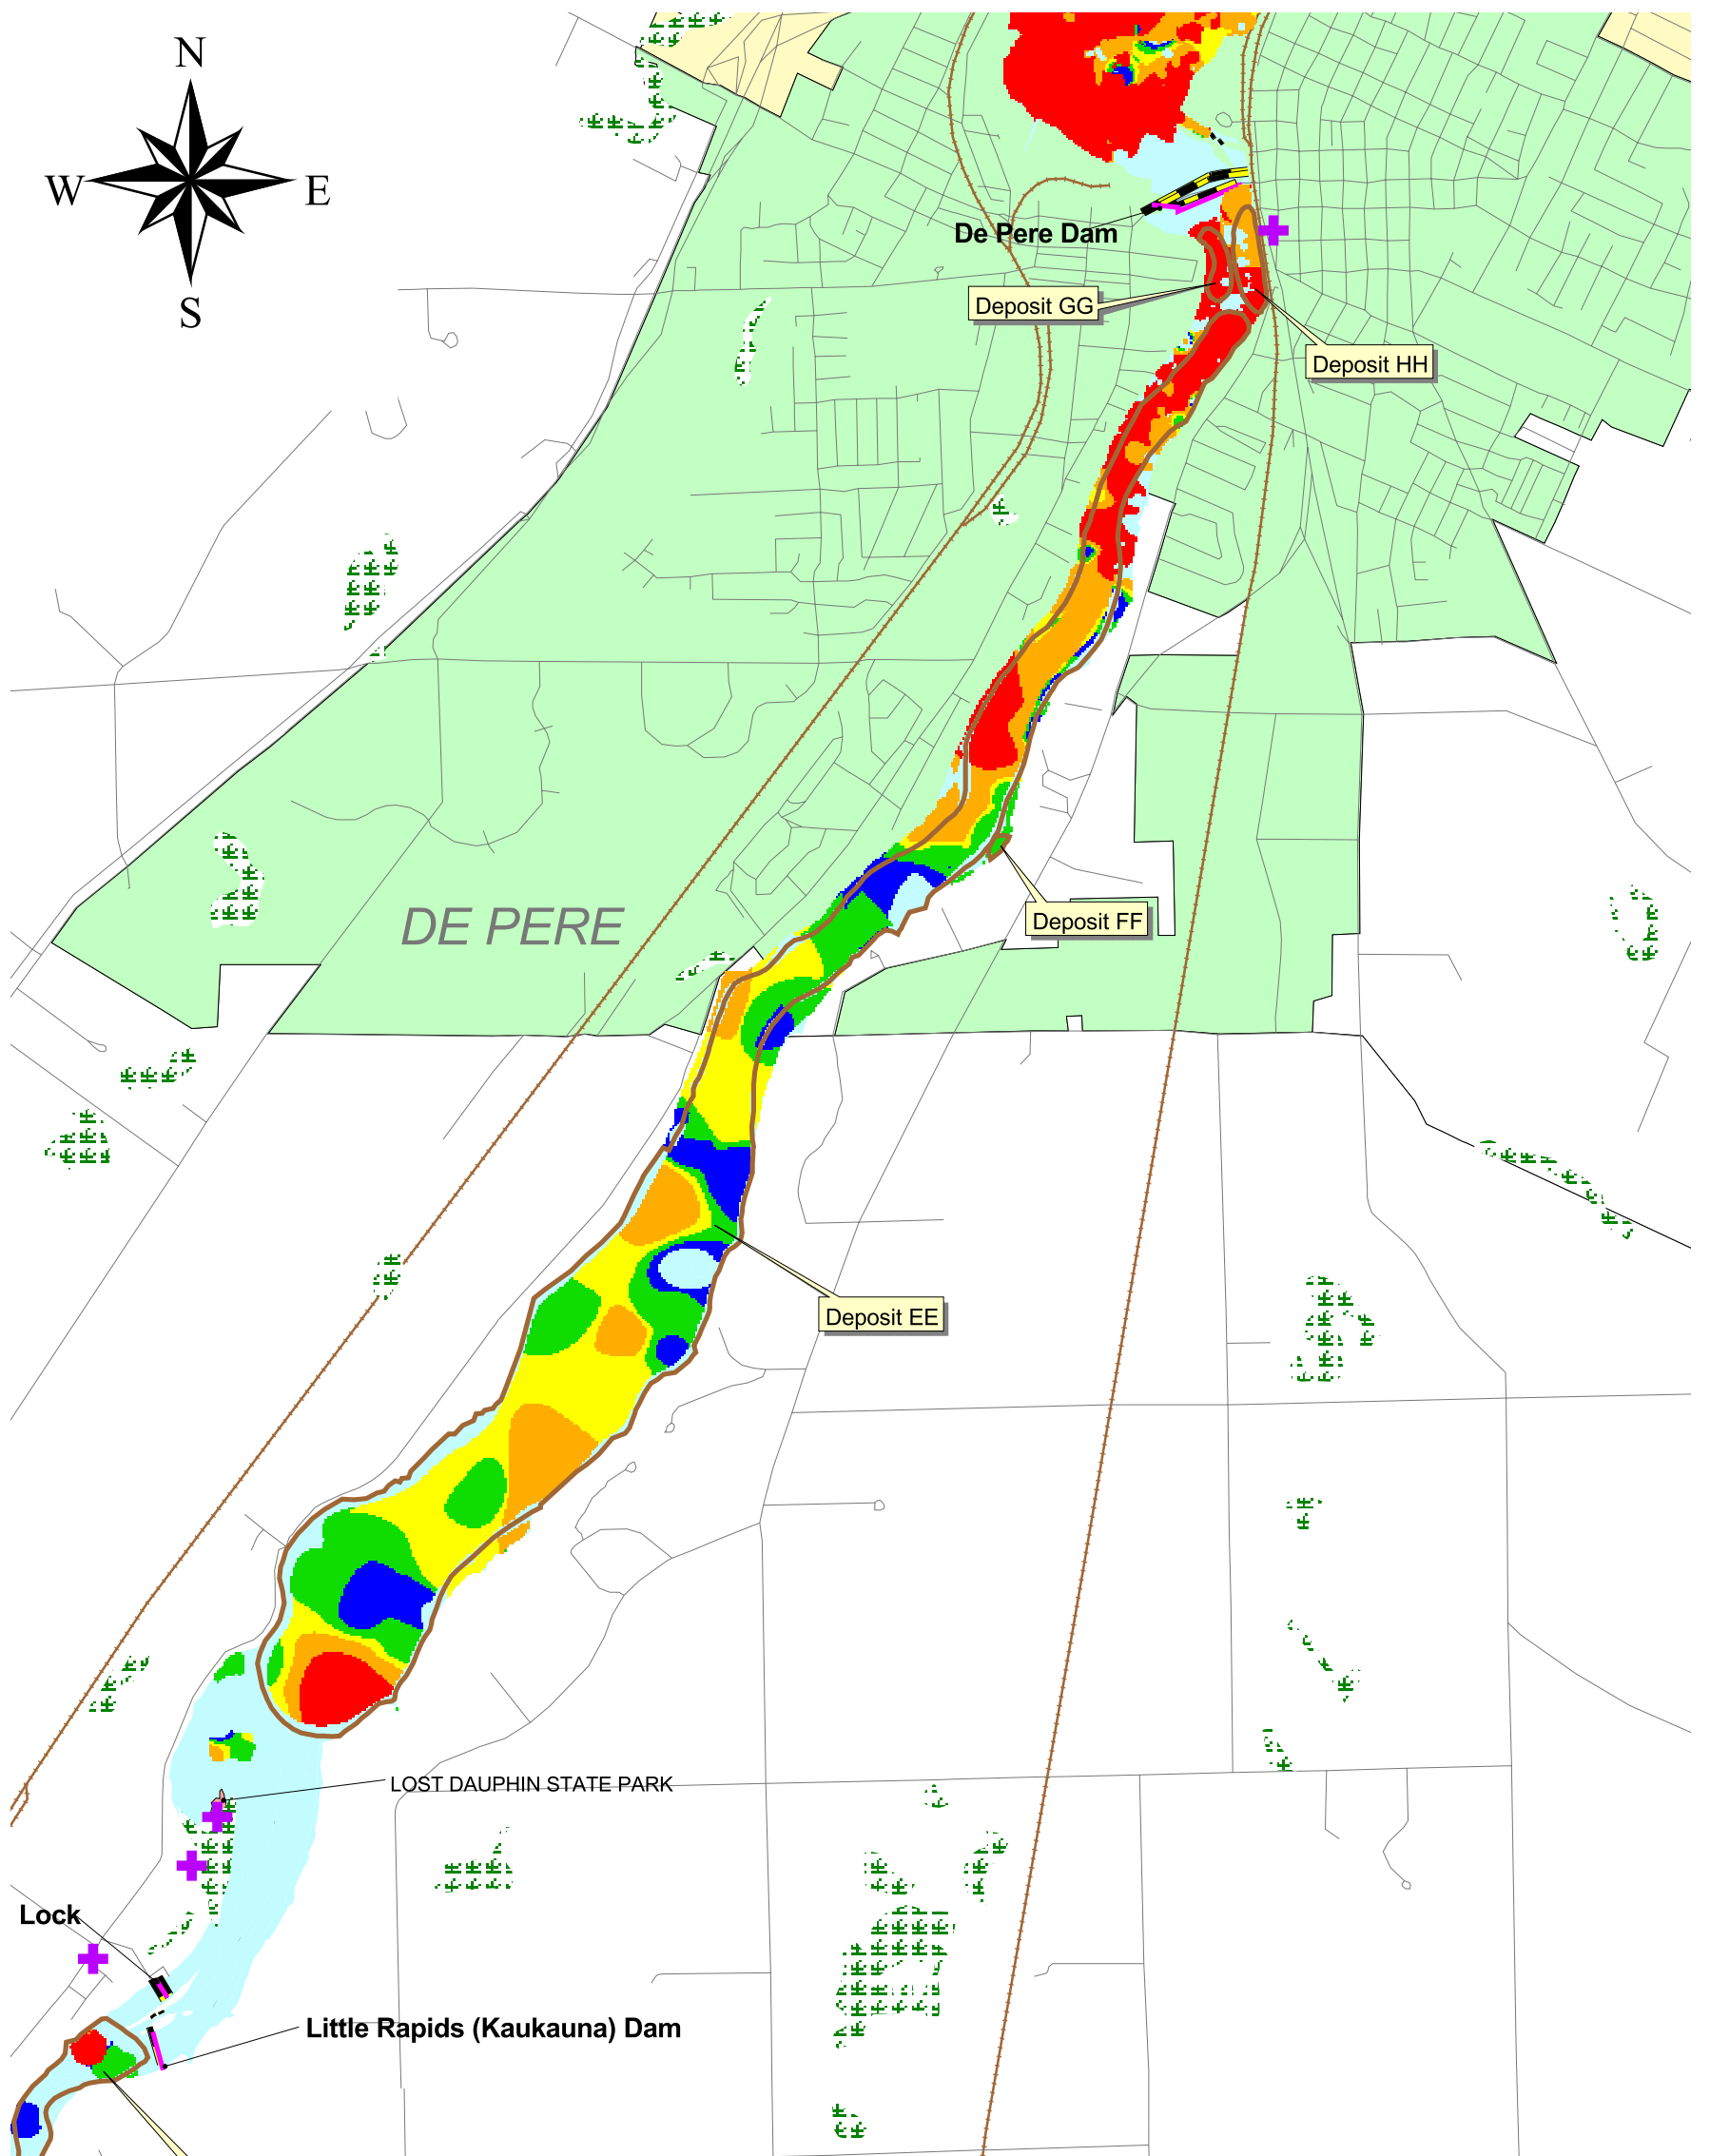 N
W
E
S
De Pere Dam
Deposit GG
Deposit HH
DE PERE
Deposit FF
Deposit EE
LOST DAUPHIN STATE PARK
Lock
Little Rapids (Kaukauna) Dam